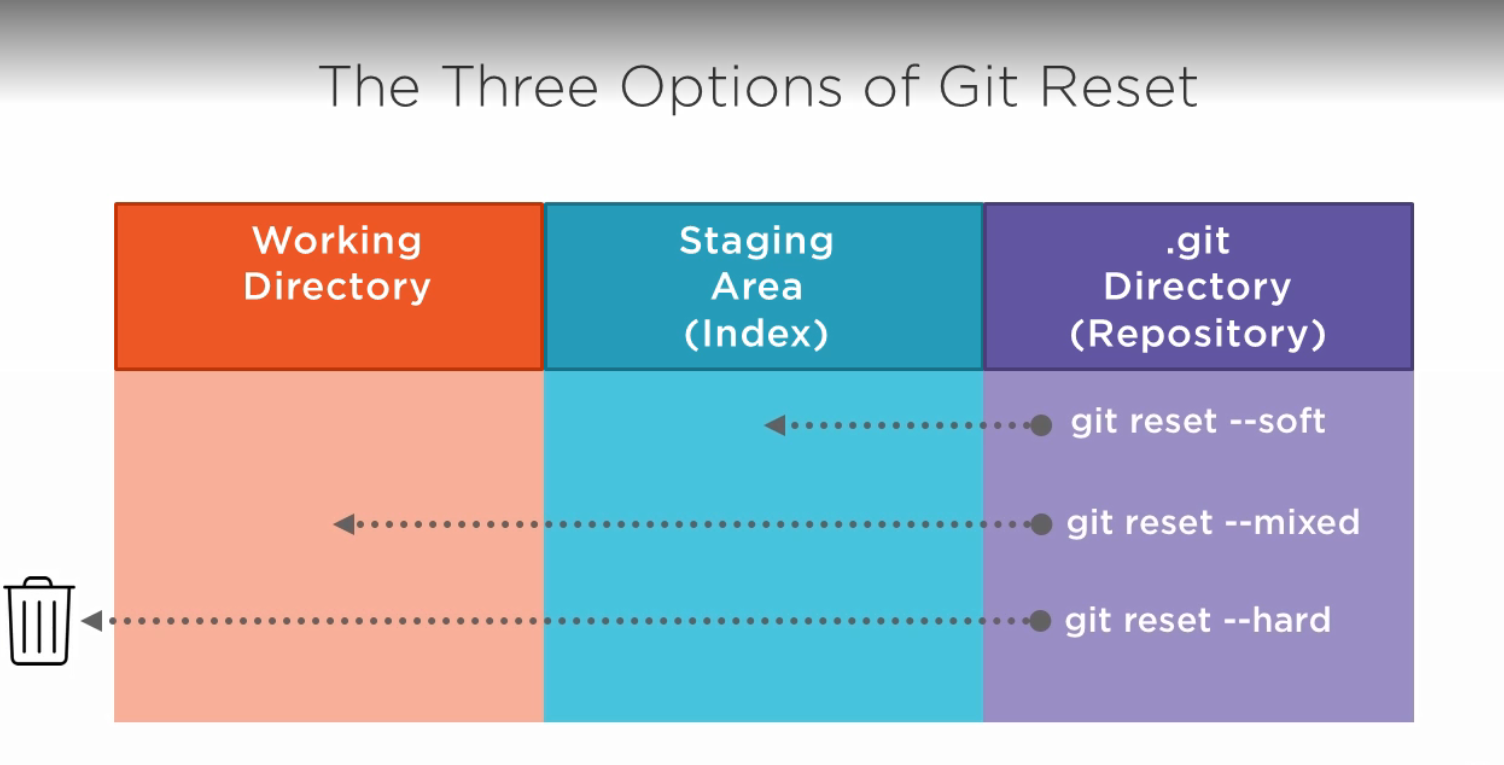 The Three Options of Git Reset
Working
Directory
Staging
Area
(Index)
.git
Directory
(Repository)
git reset --soft
git reset --mixed
git reset --hard